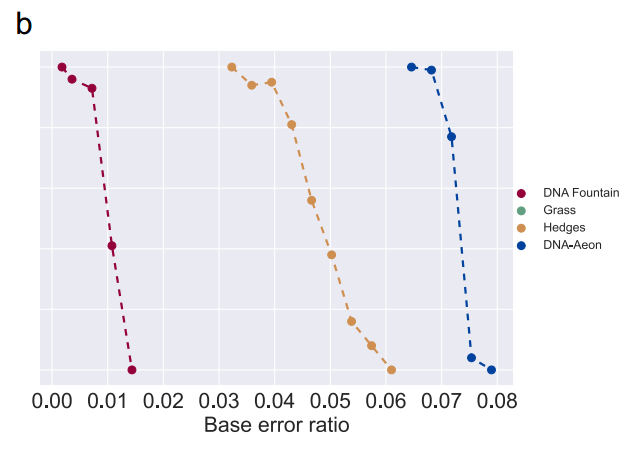 b
DNA Fountain
Grass
Hedges
DNA-Aeon
0.00 0.01 0.02 0.03 0.04 0.05 0.06 0.07 0.08
Base error ratio